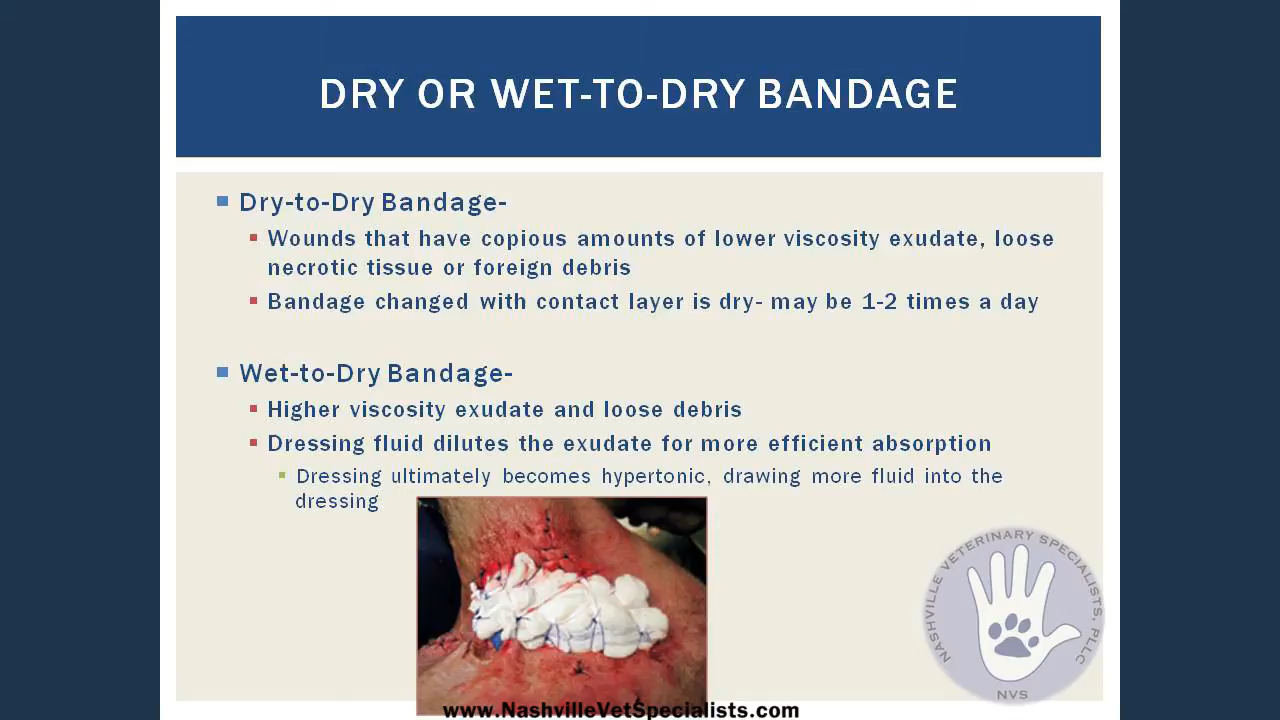 DRY OR WET-TO-DRY BANDAGE
Dry-to-Dry Bandage-
Wounds that have copious amounts of lower viscosity exudate, loose
necrotic tissue or foreign debris
Bandage changed with contact layer is dry- may be 1-2 times a day
Wet-to-Dry Bandage-
Higher viscosity exudate and loose debris
Dressing fluid dilutes the exudate for more efficient absorption
Dressing ultimately becomes hypertonic, drawing more fluid into the
dressing
NASHVILLE VETERINARY SPECIALISTS, PLLC
NVS
www.NashvilleVetSpecialists.com